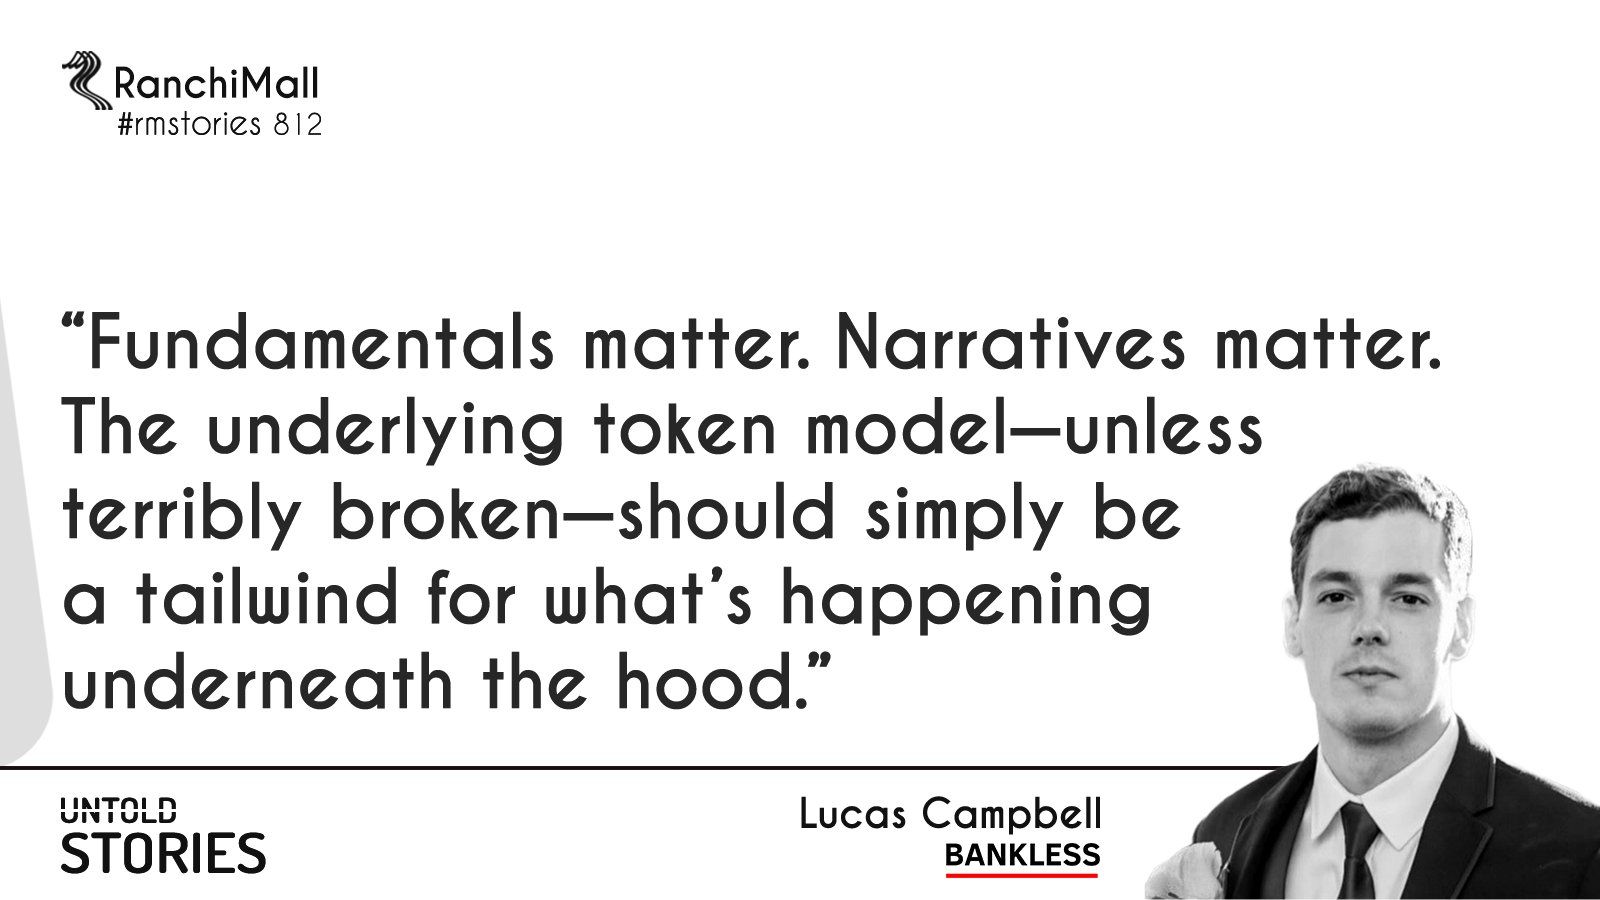 RanchiMall
#rmstories 812
“Fundamentals matter. Narratives matter.
The underlying token model—unless
terribly broken—should simply be
a tailwind for what’s happening
underneath the hood.”
UNTOLD
STORIES
Lucas Campbell
BANKLESS